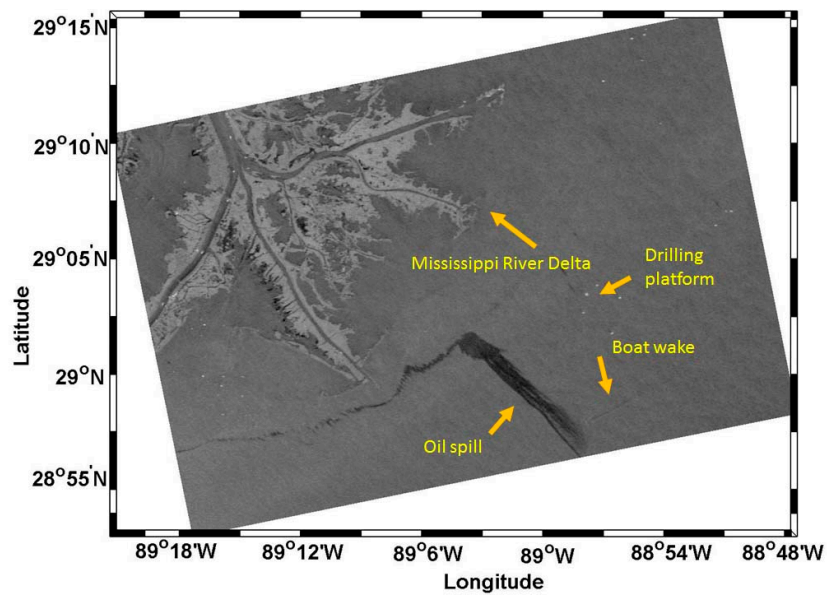 29°15'N
29°10'N
29°05'N
29°N
28°55'N
Latitude
Mississippi River Delta
Drilling
platform
Boat wake
Oil spill
89°18'W 89°12'W 89°6'W 89°W 88°54'W 88°48'W
Longitude